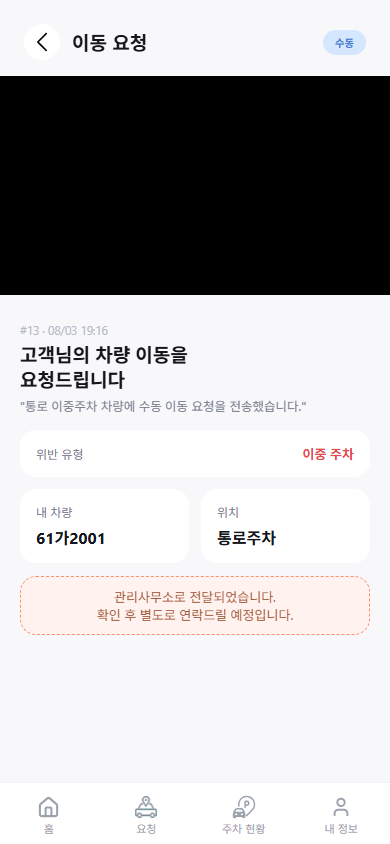 이동 요청
수동
#13 · 08/03 19:16
고객님의 차량 이동을
요청드립니다
"통로 이중주차 차량에 수동 이동 요청을 전송했습니다."
위반 유형
이중 주차
내 차량
61가2001
위치
통로주차
관리사무소로 전달되었습니다.
확인 후 별도로 연락드릴 예정입니다.
홈
요청
P
주차 현황
내 정보